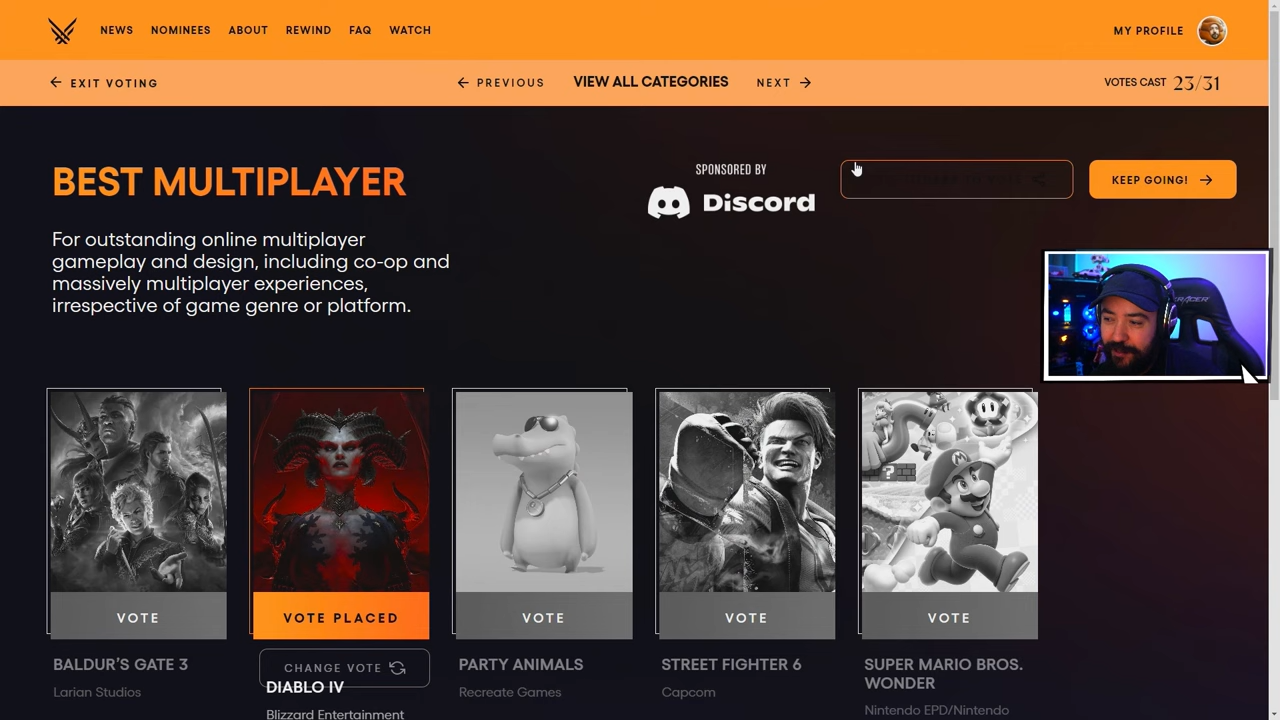 NEWS NOMINEES ABOUT REWIND FAQ WATCH
MY PROFILE
EXIT VOTING
PREVIOUS
VIEW ALL CATEGORIES
NEXT
VOTES CAST 23/31
BEST MULTIPLAYER
SPONSORED BY
Discord
KEEP GOING!
For outstanding online multiplayer
gameplay and design, including co-op and
massively multiplayer experiences,
irrespective of game genre or platform.
VOTE
VOTE PLACED
VOTE
VOTE
VOTE
BALDUR'S GATE 3
Larian Studios
CHANGE VOTE
DIABLO IV
Blizzard Entertainment
PARTY ANIMALS
Recreate Games
STREET FIGHTER 6
Capcom
SUPER MARIO BROS.
WONDER
Nintendo EPD/Nintendo